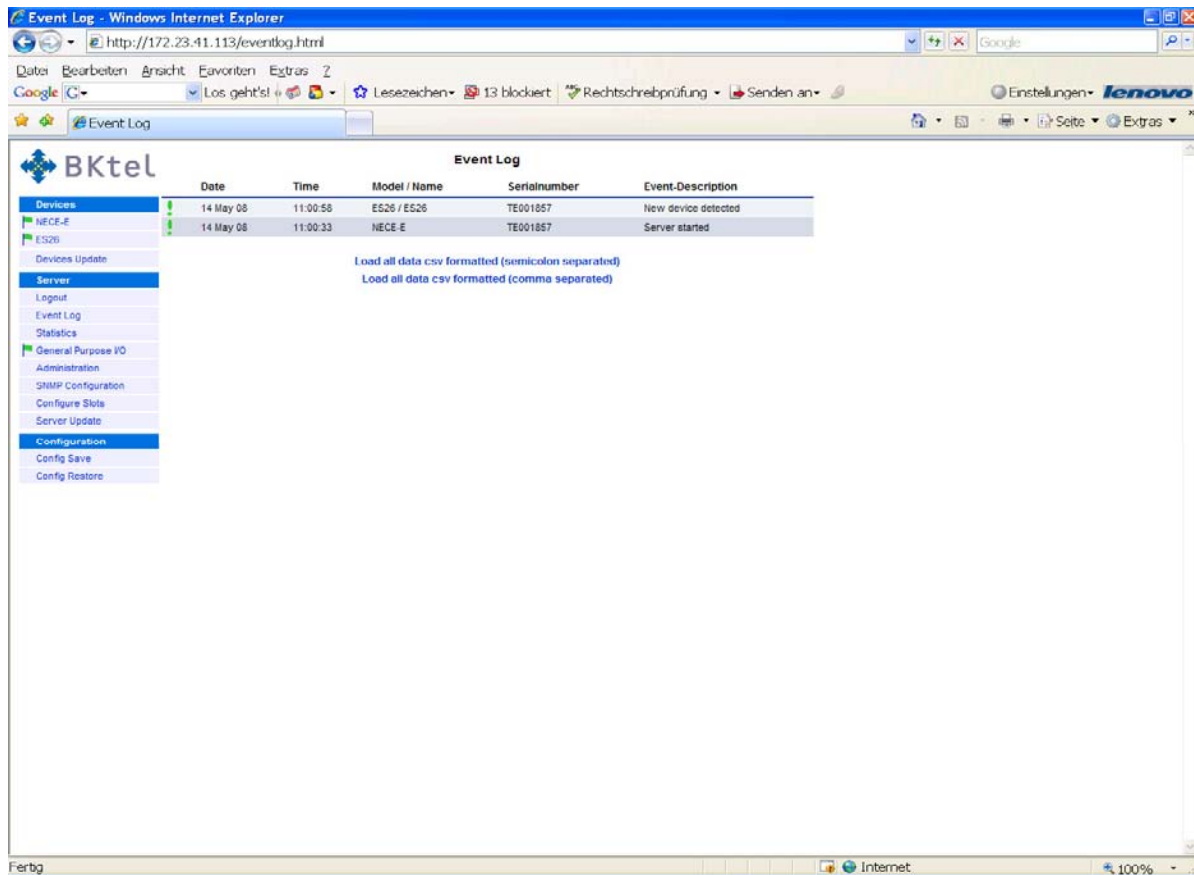 Event Log - Windows Internet Explorer
http://172.23.41.113/eventlog.html
Google
Datei Bearbeiten Ansicht Favoriten Extras ?
Google G Los geht's! 13 blockiert Lesezeichen Rechtschreibprüfung Senden an Einstellungen lenovo
Event Log Seite Extras
BKtel
Event Log
Date Time Model / Name Serialnumber Event-Description
14 May 08 11:00:58 ES26 / ES26 TE001857 New device detected
14 May 08 11:00:33 NECE-E TE001857 Server started
Load all data csv formatted (semicolon separated)
Load all data csv formatted (comma separated)
Devices
NECE-E
ES26
Devices Update
Server
Logout
Event Log
Statistics
General Purpose I/O
Administration
SNMP Configuration
Configure Slots
Server Update
Configuration
Config Save
Config Restore
Fertig Internet 100%